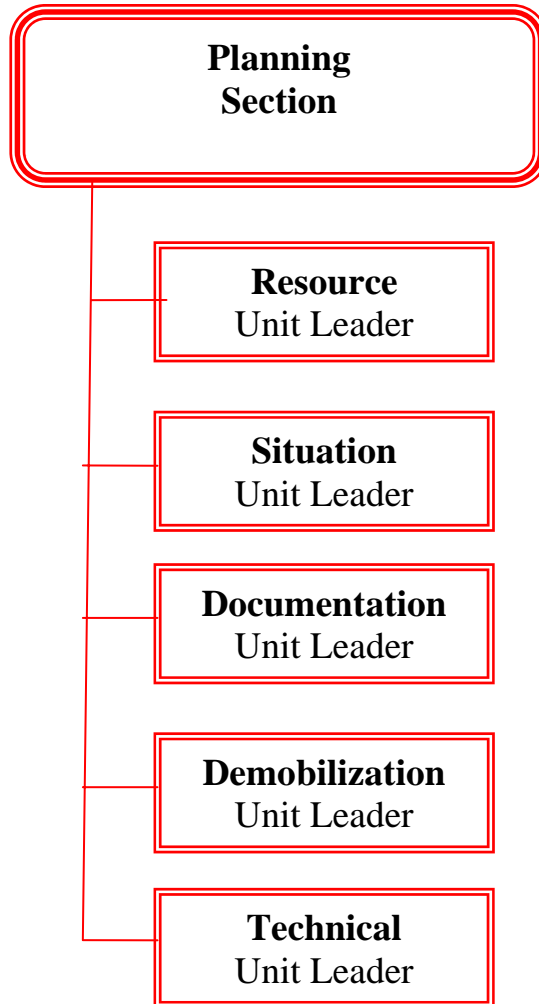 Planning
Section
Resource
Unit Leader
Situation
Unit Leader
Documentation
Unit Leader
Demobilization
Unit Leader
Technical
Unit Leader